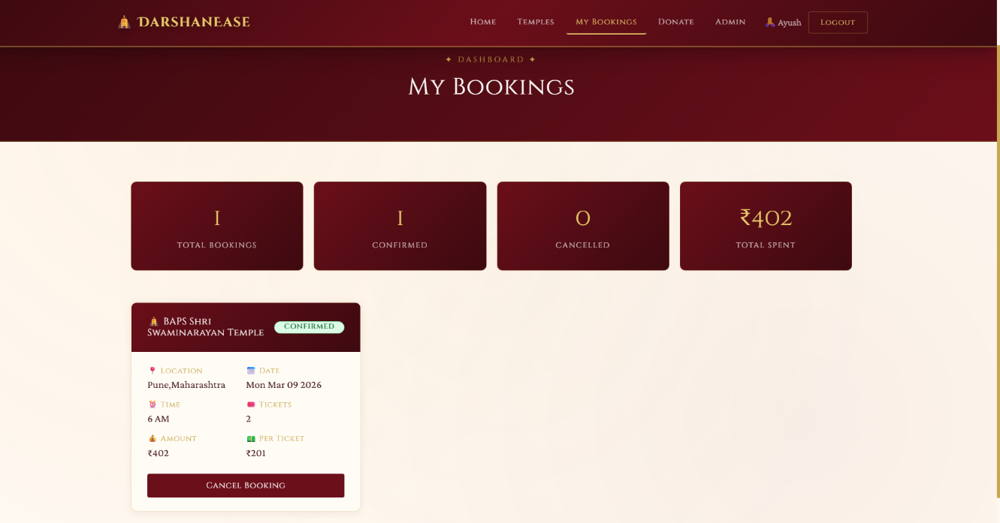 DARSHANEASE
HOME TEMPLES MY BOOKINGS DONATE ADMIN Ayush LOGOUT
✦ DASHBOARD ✦
MY BOOKINGS
1 1 0 ₹402
TOTAL BOOKINGS CONFIRMED CANCELLED TOTAL SPENT
BAPS SHRI
SWAMINARAYAN TEMPLE
CONFIRMED
LOCATION DATE
Pune,Maharashtra Mon Mar 09 2026
TIME TICKETS
6 AM 2
AMOUNT PER TICKET
₹402 ₹201
CANCEL BOOKING